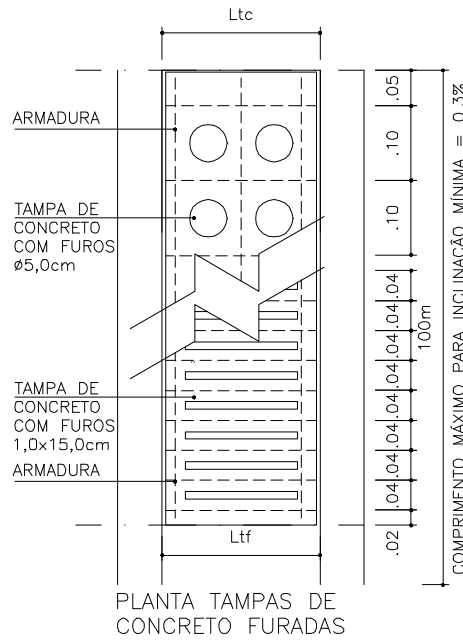 Ltc
ARMADURA
TAMPA DE
CONCRETO
COM FUROS
ø5,0cm
TAMPA DE
CONCRETO
COM FUROS
1,0x15,0cm
ARMADURA
Ltf
.05
.10
.10
.04
.04
.04
.04
.04
.04
.04
.04
.02
100m
COMPRIMENTO MÁXIMO PARA INCLINAÇÃO MÍNIMA = 0.3%
PLANTA TAMPAS DE
CONCRETO FURADAS